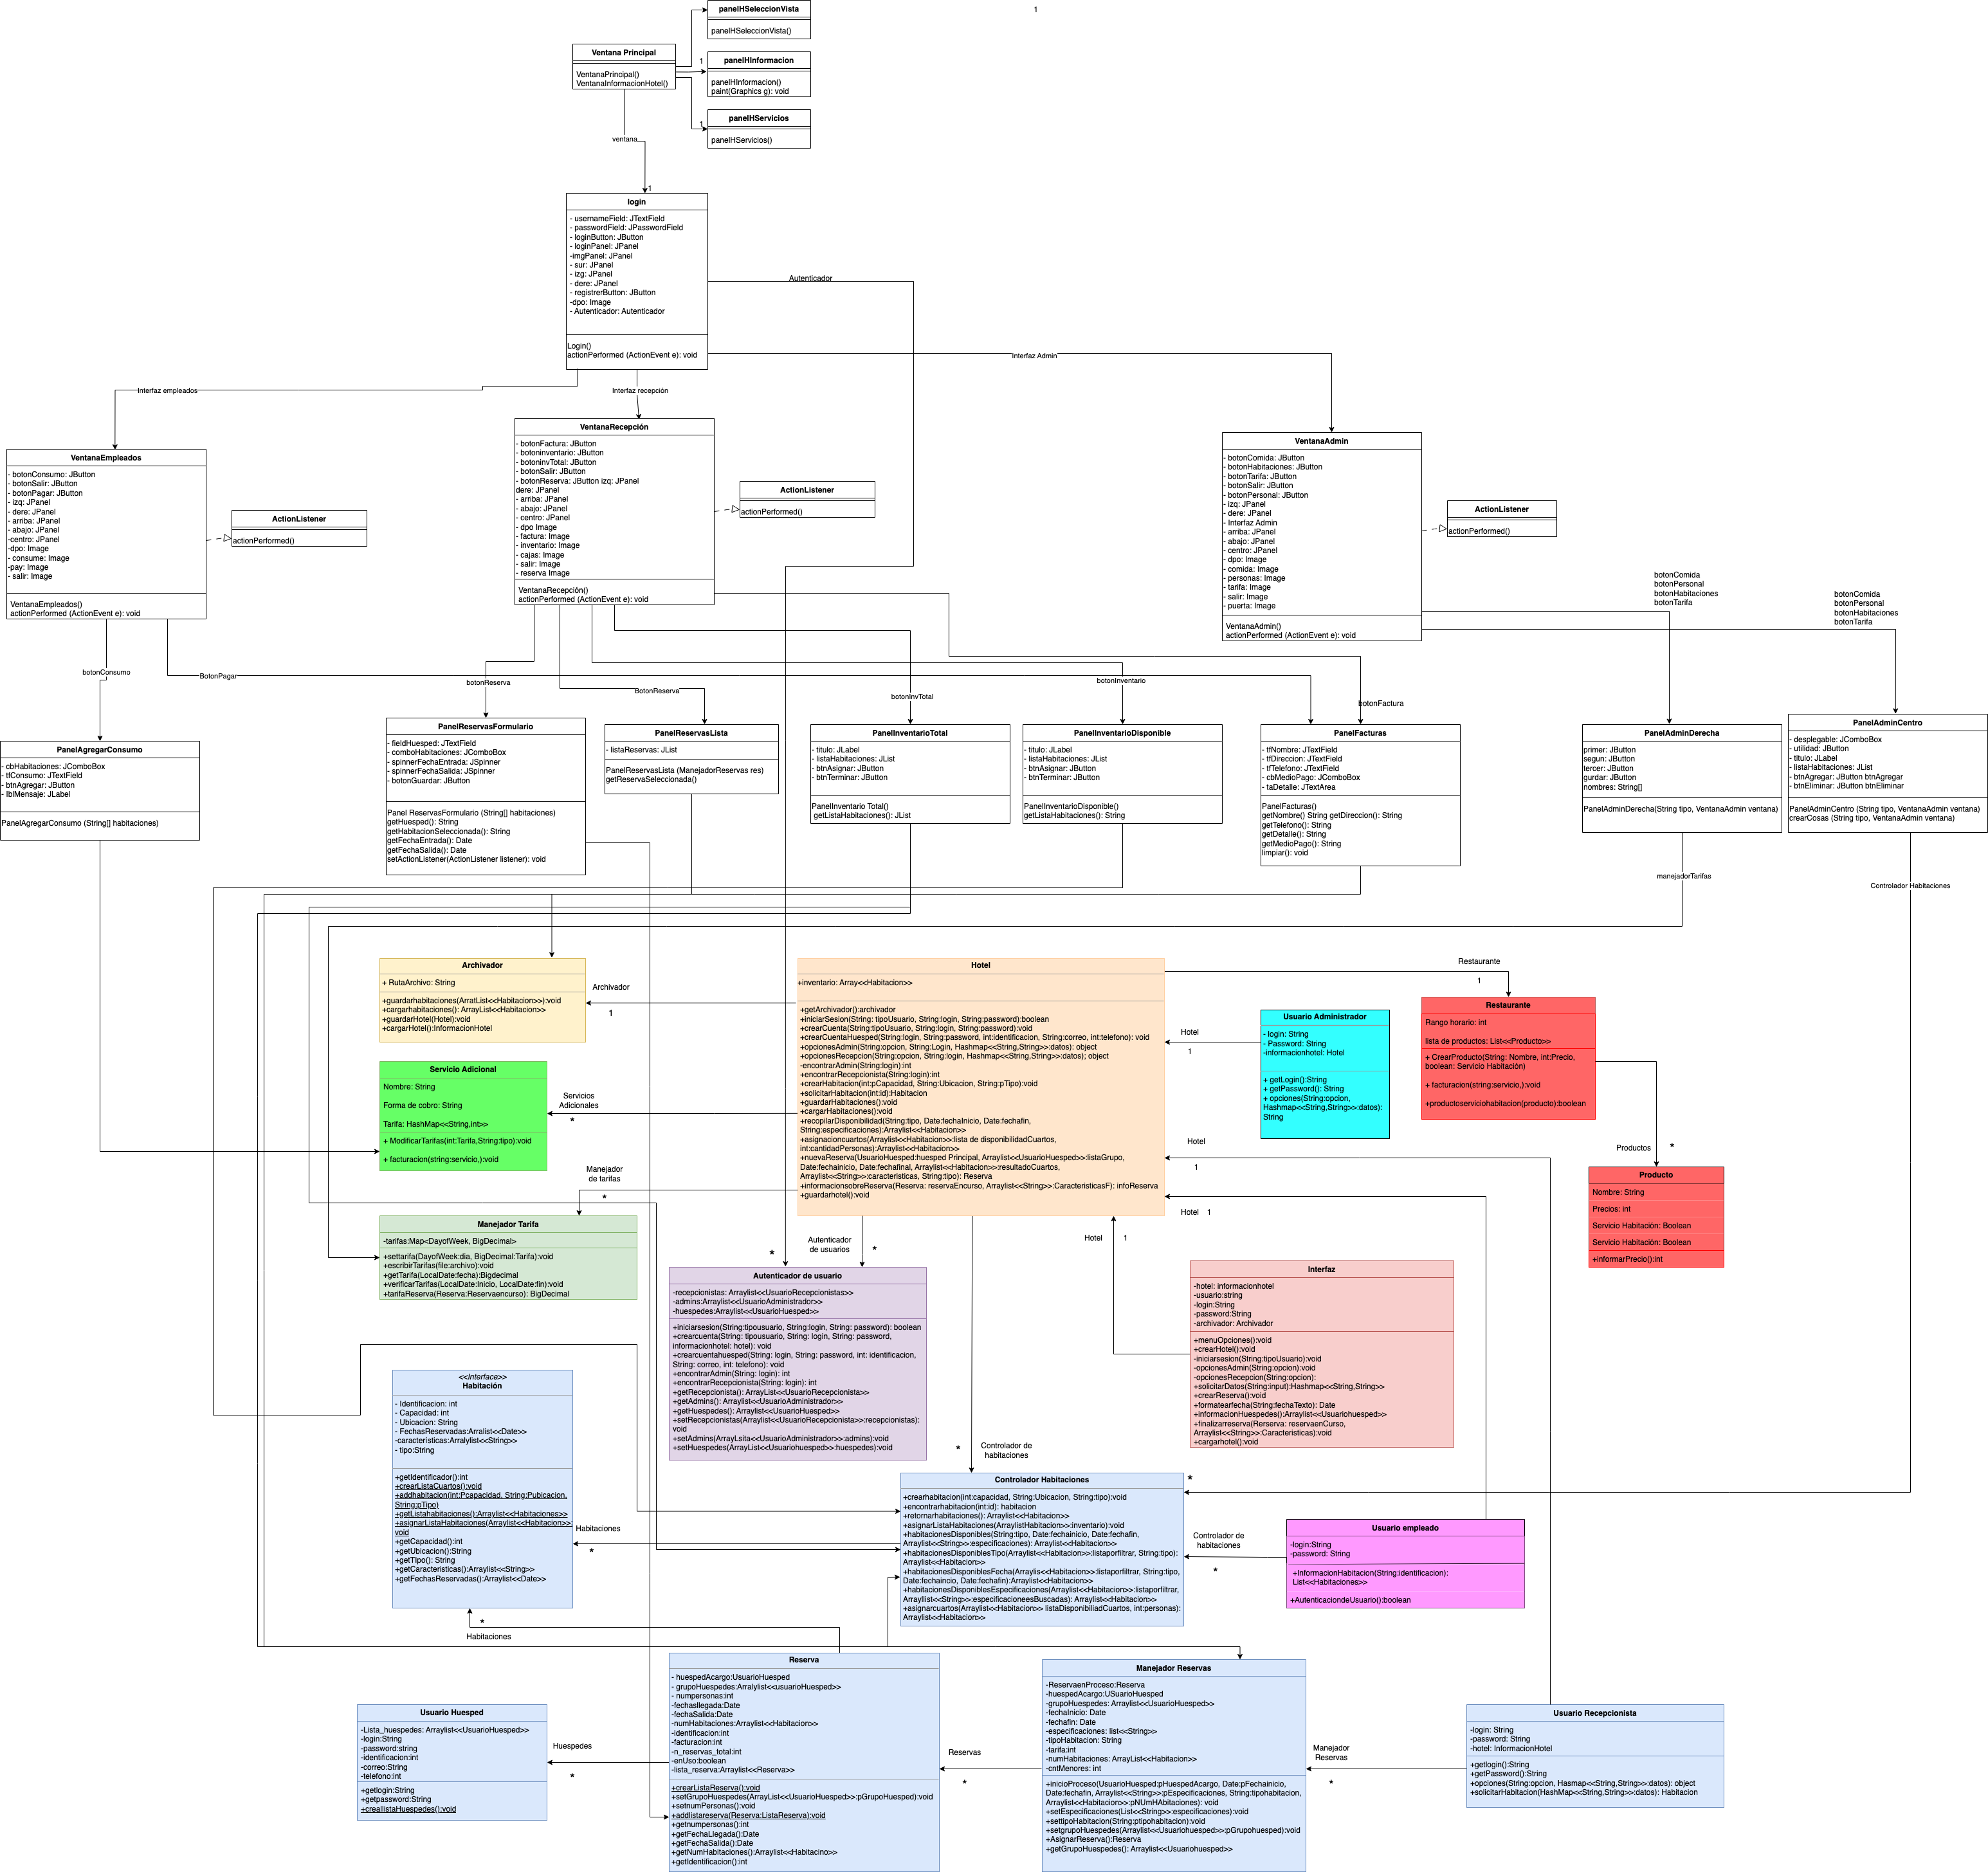 panelHSeleccionVista
panelHSeleccionVista()
1
Ventana Principal
VentanaPrincipal()
VentanaInformacionHotel()
1
panelHInformacion
panelHInformacion()
paint(Graphics g): void
1
panelHServicios
panelHServicios()
ventana
1
login
- usernameField: JTextField
- passwordField: JPasswordField
- loginButton: JButton
- loginPanel: JPanel
-imgPanel: JPanel
- sur: JPanel
- izg: JPanel
- dere: JPanel
- registrerButton: JButton
-dpo: Image
- Autenticador: Autenticador
Login()
actionPerformed (ActionEvent e): void
Autenticador
Interfaz Admin
Interfaz empleados
Interfaz recepción
VentanaEmpleados
- botonConsumo: JButton
- botonSalir: JButton
- botonPagar: JButton
- izq: JPanel
- dere: JPanel
- arriba: JPanel
- abajo: JPanel
-centro: JPanel
-dpo: Image
- consume: Image
-pay: Image
- salir: Image
VentanaEmpleados()
actionPerformed (ActionEvent e): void
ActionListener
actionPerformed()
VentanaRecepción
- botonFactura: JButton
- botoninventario: JButton
- botoninvTotal: JButton
- botonSalir: JButton
- botonReserva: JButton izq: JPanel
dere: JPanel
- arriba: JPanel
- abajo: JPanel
- centro: JPanel
- dpo Image
- factura: Image
- inventario: Image
- cajas: Image
- salir: Image
- reserva Image
VentanaRecepción()
actionPerformed (ActionEvent e): void
ActionListener
actionPerformed()
VentanaAdmin
- botonComida: JButton
- botonHabitaciones: JButton
- botonTarifa: JButton
- botonSalir: JButton
- botonPersonal: JButton
- izq: JPanel
- dere: JPanel
- Interfaz Admin
- arriba: JPanel
- abajo: JPanel
- centro: JPanel
- dpo: Image
- comida: Image
- personas: Image
- tarifa: Image
- salir: Image
- puerta: Image
VentanaAdmin()
actionPerformed (ActionEvent e): void
ActionListener
actionPerformed()
botonComida
botonPersonal
botonHabitaciones
botonTarifa
botonComida
botonPersonal
botonHabitaciones
botonTarifa
botonConsumo
BotonPagar
botonReserva
BotonReserva
botonInvTotal
botonInventario
botonFactura
PanelAgregarConsumo
- cbHabitaciones: JComboBox
- tfConsumo: JTextField
- btnAgregar: JButton
- lblMensaje: JLabel
PanelAgregarConsumo (String[] habitaciones)
PanelReservasFormulario
- fieldHuesped: JTextField
- comboHabitaciones: JComboBox
- spinnerFechaEntrada: JSpinner
- spinnerFechaSalida: JSpinner
- botonGuardar: JButton
Panel ReservasFormulario (String[] habitaciones)
getHuesped(): String
getHabitacionSeleccionada(): String
getFechaEntrada(): Date
getFechaSalida(): Date
setActionListener(ActionListener listener): void
PanelReservasLista
- listaReservas: JList
PanelReservasLista (ManejadorReservas res)
getReservaSeleccionada()
PanelInventarioTotal
- titulo: JLabel
- listaHabitaciones: JList
- btnAsignar: JButton
- btnTerminar: JButton
PanelInventario Total()
getListaHabitaciones(): JList
PanelInventarioDisponible
- titulo: JLabel
- listaHabitaciones: JList
- btnAsignar: JButton
- btnTerminar: JButton
PanelInventarioDisponible()
getListaHabitaciones(): String
PanelFacturas
- tfNombre: JTextField
- tfDireccion: JTextField
- tfTelefono: JTextField
- cbMedioPago: JComboBox
- taDetalle: JTextArea
PanelFacturas()
getNombre() String getDireccion(): String
getTelefono(): String
getDetalle(): String
getMedioPago(): String
limpiar(): void
PanelAdminDerecha
primer: JButton
segun: JButton
tercer: JButton
gurdar: JButton
nombres: String[]
PanelAdminDerecha(String tipo, VentanaAdmin ventana)
PanelAdminCentro
- desplegable: JComboBox
- utilidad: JButton
- titulo: JLabel
- listaHabitaciones: JList
- btnAgregar: JButton btnAgregar
- btnEliminar: JButton btnEliminar
PanelAdminCentro (String tipo, VentanaAdmin ventana)
crearCosas (String tipo, VentanaAdmin ventana)
manejadorTarifas
Controlador Habitaciones
Archivador
+ RutaArchivo: String
+guardarhabitaciones(ArratList<<Habitacion>>):void
+cargarhabitaciones(): ArrayList<<Habitacion>>
+guardarHotel(Hotel):void
+cargarHotel():InformacionHotel
Archivador
1
Hotel
+inventario: Array<<Habitacion>>
+getArchivador():archivador
+iniciarSesion(String: tipoUsuario, String:login, String:password):boolean
+crearCuenta(String:tipoUsuario, String:login, String:password):void
+crearCuentaHuesped(String:login, String:password, int:identificacion, String:correo, int:telefono): void
+opcionesAdmin(String:opcion, String:Login, Hashmap<<String,String>>:datos): object
+opcionesRecepcion(String:opcion, String:login, Hashmap<<String,String>>:datos); object
-encontrarAdmin(String:login):int
+encontrarRecepcionista(String:login):int
+crearHabitacion(int:pCapacidad, String:Ubicacion, String:pTipo):void
+solicitarHabitacion(int:id):Habitacion
+guardarHabitaciones():void
+cargarHabitaciones():void
+recopilarDisponibilidad(String:tipo, Date:fechaInicio, Date:fechafin,
String:especificaciones):Arraylist<<Habitacion>>
+asignacioncuartos(Arraylist<<Habitacion>>:lista de disponibilidadCuartos,
int:cantidadPersonas):Arraylist<<Habitacion>>
+nuevaReserva(UsuarioHuesped:huesped Principal, Arraylist<<UsuarioHuesped>>:listaGrupo,
Date:fechainicio, Date:fechafinal, Arraylist<<Habitacion>>:resultadoCuartos,
Arraylist<<String>>:caracteristicas, String:tipo): Reserva
+informacionsobreReserva(Reserva: reservaEncurso, Arraylist<<String>>:CaracteristicasF): infoReserva
+guardarhotel():void
Restaurante
1
Restaurante
Rango horario: int
lista de productos: List<<Producto>>
+ CrearProducto(String: Nombre, int:Precio,
boolean: Servicio Habitación)
+ facturacion(string:servicio,):void
+productoserviciohabitacion(producto):boolean
Hotel
1
Usuario Administrador
- login: String
- Password: String
-informacionhotel: Hotel
+ getLogin():String
+ getPassword(): String
+ opciones(String:opcion,
Hashmap<<String,String>>:datos):
String
Servicio Adicional
Nombre: String
Forma de cobro: String
Tarifa: HashMap<<String,int>>
+ ModificarTarifas(int:Tarifa,String:tipo):void
+ facturacion(string:servicio,):void
Servicios
Adicionales
*
Productos
*
Producto
Nombre: String
Precios: int
Servicio Habitación: Boolean
Servicio Habitación: Boolean
+informarPrecio():int
Hotel
1
Hotel 1
Hotel
1
Manejador
de tarifas
*
Manejador Tarifa
-tarifas:Map<DayofWeek, BigDecimal>
+settarifa(DayofWeek:dia, BigDecimal:Tarifa):void
+escribirTarifas(file:archivo):void
+getTarifa(LocalDate:fecha):Bigdecimal
+verificarTarifas(LocalDate:Inicio, LocalDate:fin):void
+tarifaReserva(Reserva:Reservaencurso): BigDecimal
Autenticador
de usuarios
*
*
Autenticador de usuario
-recepcionistas: Arraylist<<UsuarioRecepcionistas>>
-admins:Arraylist<<UsuarioAdministrador>>
-huespedes:Arraylist<<UsuarioHuesped>>
+iniciarsesion(String:tipousuario, String:login, String: password): boolean
+crearcuenta(String: tipousuario, String: login, String: password,
informacionhotel: hotel): void
+crearcuentahuesped(String: login, String: password, int: identificacion,
String: correo, int: telefono): void
+encontrarAdmin(String: login): int
+encontrarRecepcionista(String: login): int
+getRecepcionista(): ArrayList<<UsuarioRecepcionista>>
+getAdmins(): Arraylist<<UsuarioAdministrador>>
+getHuespedes(): Arraylist<<UsuarioHuesped>>
+setRecepcionistas(Arraylist<<UsuarioRecepcionista>>:recepcionistas):
void
+setAdmins(ArrayLsita<<UsuarioAdministrador>>:admins):void
+setHuespedes(ArrayList<<Usuariohuesped>>:huespedes):void
Interfaz
-hotel: informacionhotel
-usuario:string
-login:String
-password:String
-archivador: Archivador
+menuOpciones():void
+crearHotel():void
-iniciarsesion(String:tipoUsuario):void
-opcionesAdmin(String:opcion):void
-opcionesRecepcion(String:opcion):
+solicitarDatos(String:input):Hashmap<<String,String>>
+crearReserva():void
+formatearfecha(String:fechaTexto): Date
+informacionHuespedes():Arraylist<<Usuariohuesped>>
+finalizarreserva(Rerserva: reservaenCurso,
Arraylist<<String>>:Caracteristicas):void
+cargarhotel():void
<<Interface>>
Habitación
- Identificacion: int
- Capacidad: int
- Ubicacion: String
- FechasReservadas:Arralist<<Date>>
-características:Aralylist<<String>>
- tipo:String
+getIdentificador():int
+crearListaCuartos():void
+addhabitacion(int:Pcapacidad, String:Pubicacion,
String:pTipo)
+getListahabitaciones():Arraylist<<Habitaciones>>
+asignarListaHabitaciones(Arraylist<<Habitacion>>:
void
+getCapacidad():int
+getUbicacion():String
+getTIpo(): String
+getCaracteristicas():Arraylist<<String>>
+getFechasReservadas():Arraylist<<Date>>
Habitaciones
*
*
Controlador de
habitaciones
Controlador Habitaciones
+crearhabitacion(int:capacidad, String:Ubicacion, String:tipo):void
+encontrarhabitacion(int:id): habitacion
+retornarhabitaciones(): Arraylist<<Habitacion>>
+asignarListaHabitaciones(ArraylistHabitacion>>:inventario):void
+habitacionesDisponibles(String:tipo, Date:fechainicio, Date:fechafin,
Arraylist<<String>>:especificaciones): Arraylist<<Habitacion>>
+habitacionesDisponiblesTipo(Arraylist<<Habitacion>>:listaporfiltrar, String:tipo):
Arraylist<<Habitacion>>
+habitacionesDisponiblesFecha(Arraylis<<Habitacion>>:listaporfiltrar, String:tipo,
Date:fechaincio, Date:fechafin):Arraylist<<Habitacion>>
+habitacionesDisponiblesEspecificaciones(Arraylist<<Habitacion>>:listaporfiltrar,
Arrayllist<<String>>:especificacioneesBuscadas): Arraylist<<Habitacion>>
+asignarcuartos(Arraylist<<Habitacion>> listaDisponibiliadCuartos, int:personas):
Arraylist<<Habitacion>>
*
Controlador de
habitaciones
*
Usuario empleado
-login:String
-password: String
+InformacionHabitacion(String:identificacion):
List<<Habitaciones>>
+AutenticaciondeUsuario():boolean
*
Habitaciones
Reserva
- huespedAcargo:UsuarioHuesped
- grupoHuespedes:Arralylist<<usuarioHuesped>>
- numpersonas:int
-fechasllegada:Date
-fechaSalida:Date
-numHabitaciones:Arraylist<<Habitacion>>
-identificacion:int
-facturacion:int
-n_reservas_total:int
-enUso:boolean
-lista_reserva:Arraylist<<Reserva>>
+crearListaReserva():void
+setGrupoHuespedes(ArrayList<<UsuarioHuesped>>:pGrupoHuesped):void
+setnumPersonas():void
+addlistareserva(Reserva:ListaReserva):void
+getnumpersonas():int
+getFechaLlegada():Date
+getFechaSalida():Date
+getNumHabitaciones():Arraylist<<Habitacino>>
+getIdentificacion():int
Huespedes
*
Usuario Huesped
-Lista_huespedes: Arraylist<<UsuarioHuesped>>
-login:String
-password:string
-identificacion:int
-correo:String
-telefono:int
+getlogin:String
+getpassword:String
+creallistaHuespedes():void
Reservas
*
Manejador Reservas
-ReservaenProceso:Reserva
-huespedAcargo:USuarioHuesped
-grupoHuespedes: Arraylist<<UsuarioHuesped>>
-fechaInicio: Date
-fechafin: Date
-especificaciones: list<<String>>
-tipoHabitacion: String
-tarifa:int
-numHabitaciones: ArrayList<<Habitacion>>
-cntMenores: int
+inicioProceso(UsuarioHuesped:pHuespedAcargo, Date:pFechainicio,
Date:fechafin, Arraylist<<String>>:pEspecificaciones, String:tipohabitacion,
Arraylist<<Habitacion>>:pNUmHAbitaciones): void
+setEspecificaciones(List<<String>>:especificaciones):void
+settipoHabitacion(String:ptipohabitacion):void
+setgrupoHuespedes(Arraylist<<Usuariohuesped>>:pGrupohuesped):void
+AsignarReserva():Reserva
+getGrupoHuespedes(): Arraylist<<Usuariohuesped>>
Manejador
Reservas
*
Usuario Recepcionista
-login: String
-password: String
-hotel: InformacionHotel
+getlogin():String
+getPassword():String
+opciones(String:opcion, Hasmap<<String,String>>:datos): object
+solicitarHabitacion(HashMap<<String,String>>:datos): Habitacion